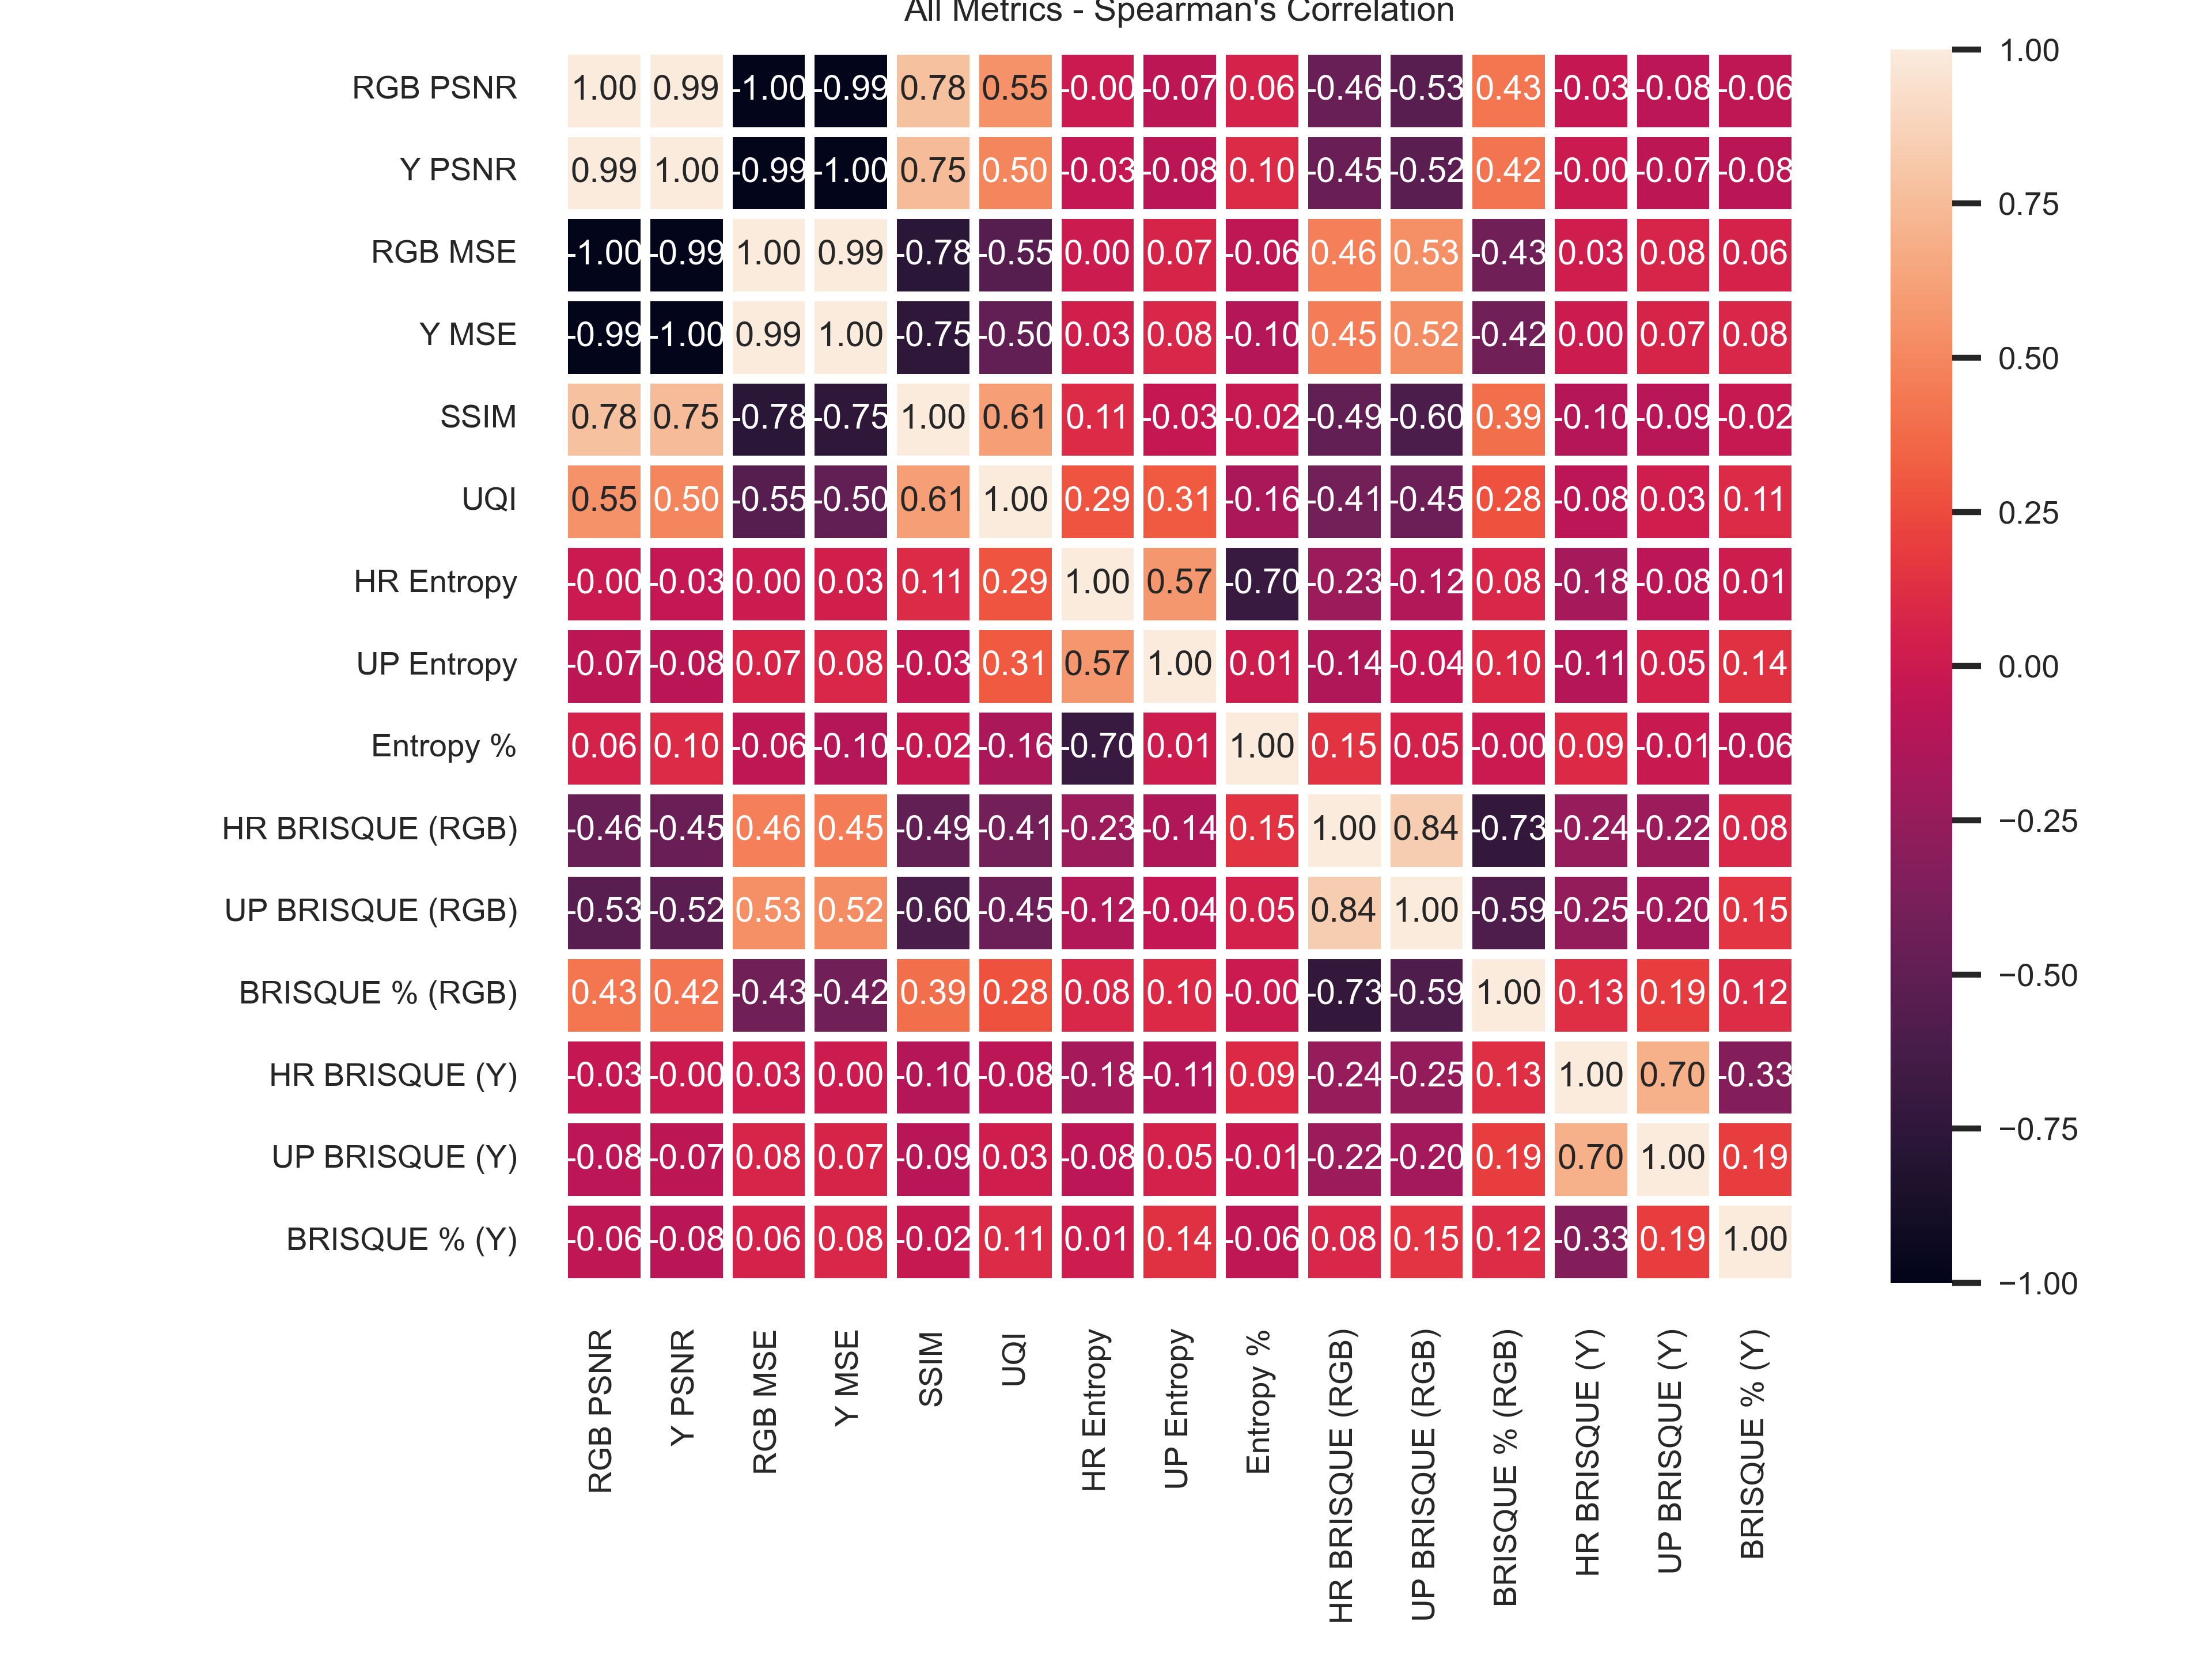 All Metrics - Spearman's Correlation
RGB PSNR 1.00 0.99 -1.00 -0.99 0.78 0.55 -0.00 -0.07 0.06 -0.46 -0.53 0.43 -0.03 -0.08 -0.06
Y PSNR 0.99 1.00 -0.99 -1.00 0.75 0.50 -0.03 -0.08 0.10 -0.45 -0.52 0.42 -0.00 -0.07 -0.08
RGB MSE -1.00 -0.99 1.00 0.99 -0.78 -0.55 0.00 0.07 -0.06 0.46 0.53 -0.43 0.03 0.08 0.06
Y MSE -0.99 -1.00 0.99 1.00 -0.75 -0.50 0.03 0.08 -0.10 0.45 0.52 -0.42 0.00 0.07 0.08
SSIM 0.78 0.75 -0.78 -0.75 1.00 0.61 0.11 -0.03 -0.02 -0.49 -0.60 0.39 -0.10 -0.09 -0.02
UQI 0.55 0.50 -0.55 -0.50 0.61 1.00 0.29 0.31 -0.16 -0.41 -0.45 0.28 -0.08 0.03 0.11
HR Entropy -0.00 -0.03 0.00 0.03 0.11 0.29 1.00 0.57 -0.70 -0.23 -0.12 0.08 -0.18 -0.08 0.01
UP Entropy -0.07 -0.08 0.07 0.08 -0.03 0.31 0.57 1.00 0.01 -0.14 -0.04 0.10 -0.11 0.05 0.14
Entropy % 0.06 0.10 -0.06 -0.10 -0.02 -0.16 -0.70 0.01 1.00 0.15 0.05 -0.00 0.09 -0.01 -0.06
HR BRISQUE (RGB) -0.46 -0.45 0.46 0.45 -0.49 -0.41 -0.23 -0.14 0.15 1.00 0.84 -0.73 -0.24 -0.22 0.08
UP BRISQUE (RGB) -0.53 -0.52 0.53 0.52 -0.60 -0.45 -0.12 -0.04 0.05 0.84 1.00 -0.59 -0.25 -0.20 0.15
BRISQUE % (RGB) 0.43 0.42 -0.43 -0.42 0.39 0.28 0.08 0.10 -0.00 -0.73 -0.59 1.00 0.13 0.19 0.12
HR BRISQUE (Y) -0.03 -0.00 0.03 0.00 -0.10 -0.08 -0.18 -0.11 0.09 -0.24 -0.25 0.13 1.00 0.70 -0.33
UP BRISQUE (Y) -0.08 -0.07 0.08 0.07 -0.09 0.03 -0.08 0.05 -0.01 -0.22 -0.20 0.19 0.70 1.00 0.19
BRISQUE % (Y) -0.06 -0.08 0.06 0.08 -0.02 0.11 0.01 0.14 -0.06 0.08 0.15 0.12 -0.33 0.19 1.00
RGB PSNR
Y PSNR
RGB MSE
Y MSE
SSIM
UQI
HR Entropy
UP Entropy
Entropy %
HR BRISQUE (RGB)
UP BRISQUE (RGB)
BRISQUE % (RGB)
HR BRISQUE (Y)
UP BRISQUE (Y)
BRISQUE % (Y)
1.00
0.75
0.50
0.25
0.00
−0.25
−0.50
−0.75
−1.00